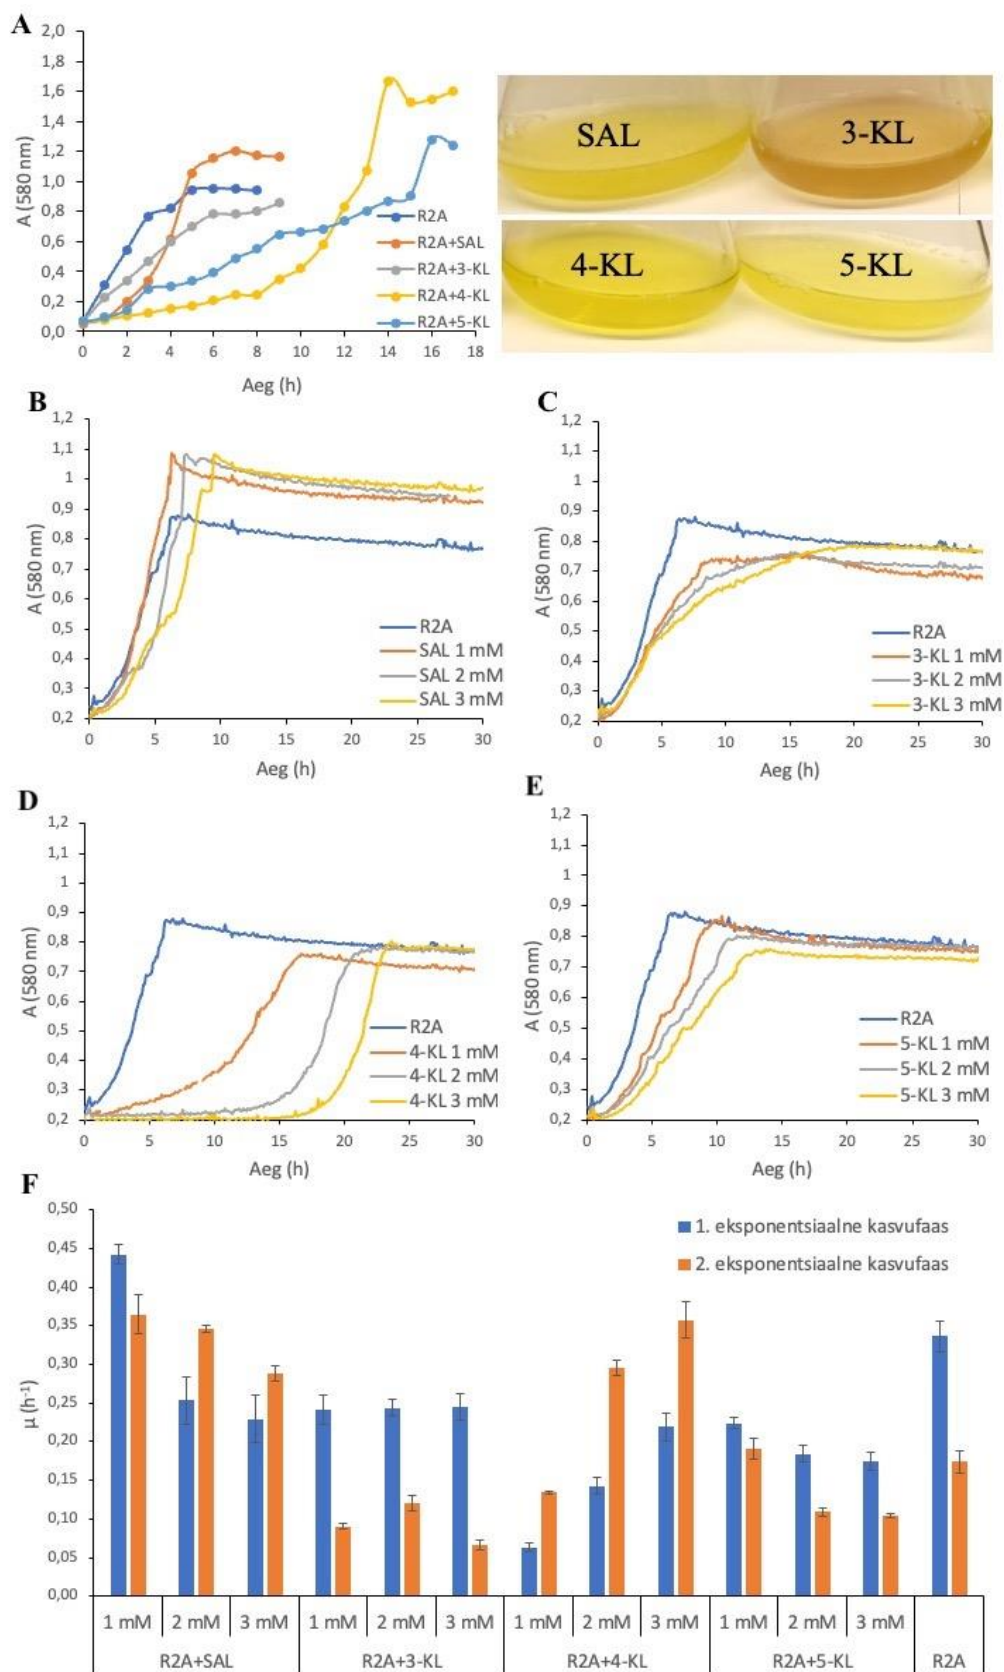 A
2,0
1,8
1,6
1,4
1,2
1,0
0,8
0,6
0,4
0,2
0,0
A (580 nm)
0 2 4 6 8 10 12 14 16 18
Aeg (h)
R2A
R2A+SAL
R2A+3-KL
R2A+4-KL
R2A+5-KL
SAL
3-KL
4-KL
5-KL
B
1,2
1,1
1
0,9
0,8
0,7
0,6
0,5
0,4
0,3
0,2
A (580 nm)
0 5 10 15 20 25 30
Aeg (h)
R2A
SAL 1 mM
SAL 2 mM
SAL 3 mM
C
1,2
1,1
1
0,9
0,8
0,7
0,6
0,5
0,4
0,3
0,2
A (580 nm)
0 5 10 15 20 25 30
Aeg (h)
R2A
3-KL 1 mM
3-KL 2 mM
3-KL 3 mM
D
1,2
1,1
1
0,9
0,8
0,7
0,6
0,5
0,4
0,3
0,2
A (580 nm)
0 5 10 15 20 25 30
Aeg (h)
R2A
4-KL 1 mM
4-KL 2 mM
4-KL 3 mM
E
1,2
1,1
1
0,9
0,8
0,7
0,6
0,5
0,4
0,3
0,2
A (580 nm)
0 5 10 15 20 25 30
Aeg (h)
R2A
5-KL 1 mM
5-KL 2 mM
5-KL 3 mM
F
0,50
0,45
0,40
0,35
0,30
0,25
0,20
0,15
0,10
0,05
0,00
µ (h⁻¹)
1. eksponentsiaalne kasvufaas
2. eksponentsiaalne kasvufaas
1 mM 2 mM 3 mM 1 mM 2 mM 3 mM 1 mM 2 mM 3 mM 1 mM 2 mM 3 mM
R2A+SAL R2A+3-KL R2A+4-KL R2A+5-KL R2A